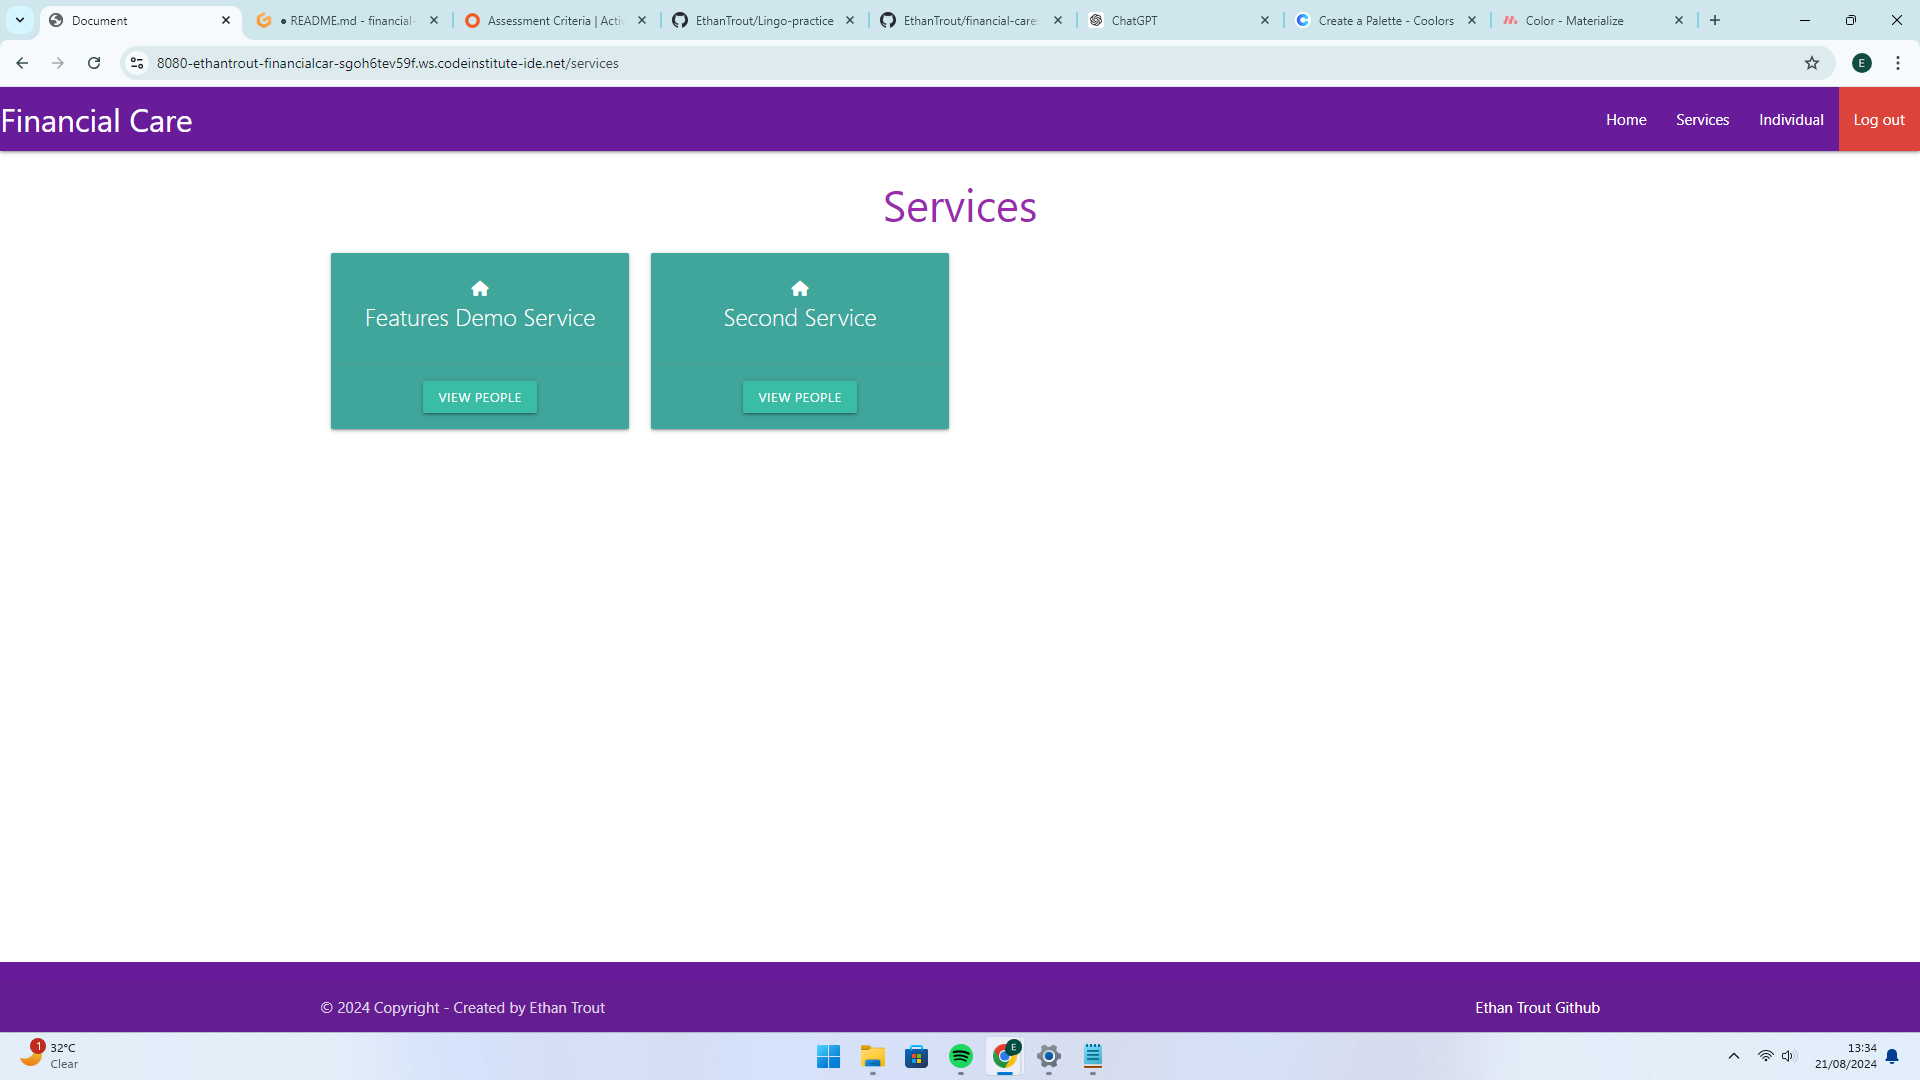 Document
● README.md - financial-
Assessment Criteria | Activ
EthanTrout/Lingo-practice
EthanTrout/financial-care:
ChatGPT
Create a Palette - Coolors
Color - Materialize
8080-ethantrout-financialcar-sgoh6tev59f.ws.codeinstitute-ide.net/services
E
Financial Care
Home
Services
Individual
Log out
Services
Features Demo Service
Second Service
VIEW PEOPLE
VIEW PEOPLE
© 2024 Copyright - Created by Ethan Trout
Ethan Trout Github
1
32°C
Clear
E
13:34
21/08/2024